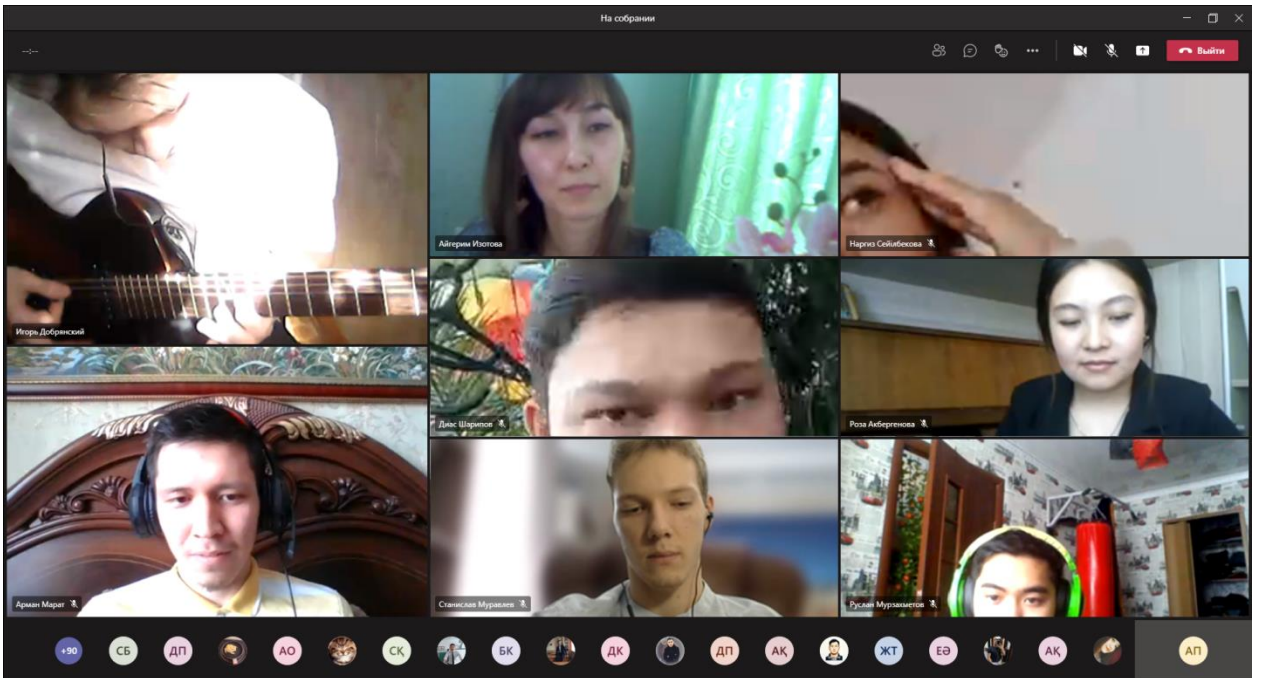 На собрании
--:--
Выйти
Игорь Добрянский
Айгерим Изотова
Наргиз Сейлбекова
Диас Шарипов
Роза Акбергенова
Арман Марат
Станислав Муравлев
Руслан Мурзахметов
+90
СБ
ДП
АО
СҚ
БК
ДК
ДП
АҚ
ЖТ
ЕӘ
АҚ
АП